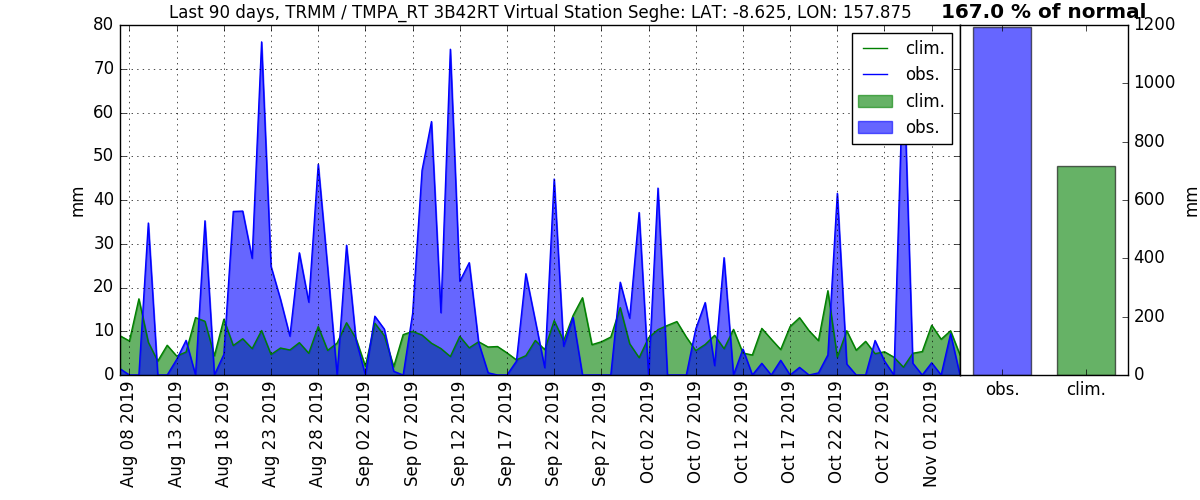 Last 90 days, TRMM / TMPA_RT 3B42RT Virtual Station Seghe: LAT: -8.625, LON: 157.875
167.0 % of normal
80
70
60
50
40
30
20
10
0
mm
clim.
obs.
clim.
obs.
1200
1000
800
600
400
200
0
mm
obs.
clim.
Aug 08 2019
Aug 13 2019
Aug 18 2019
Aug 23 2019
Aug 28 2019
Sep 02 2019
Sep 07 2019
Sep 12 2019
Sep 17 2019
Sep 22 2019
Sep 27 2019
Oct 02 2019
Oct 07 2019
Oct 12 2019
Oct 17 2019
Oct 22 2019
Oct 27 2019
Nov 01 2019